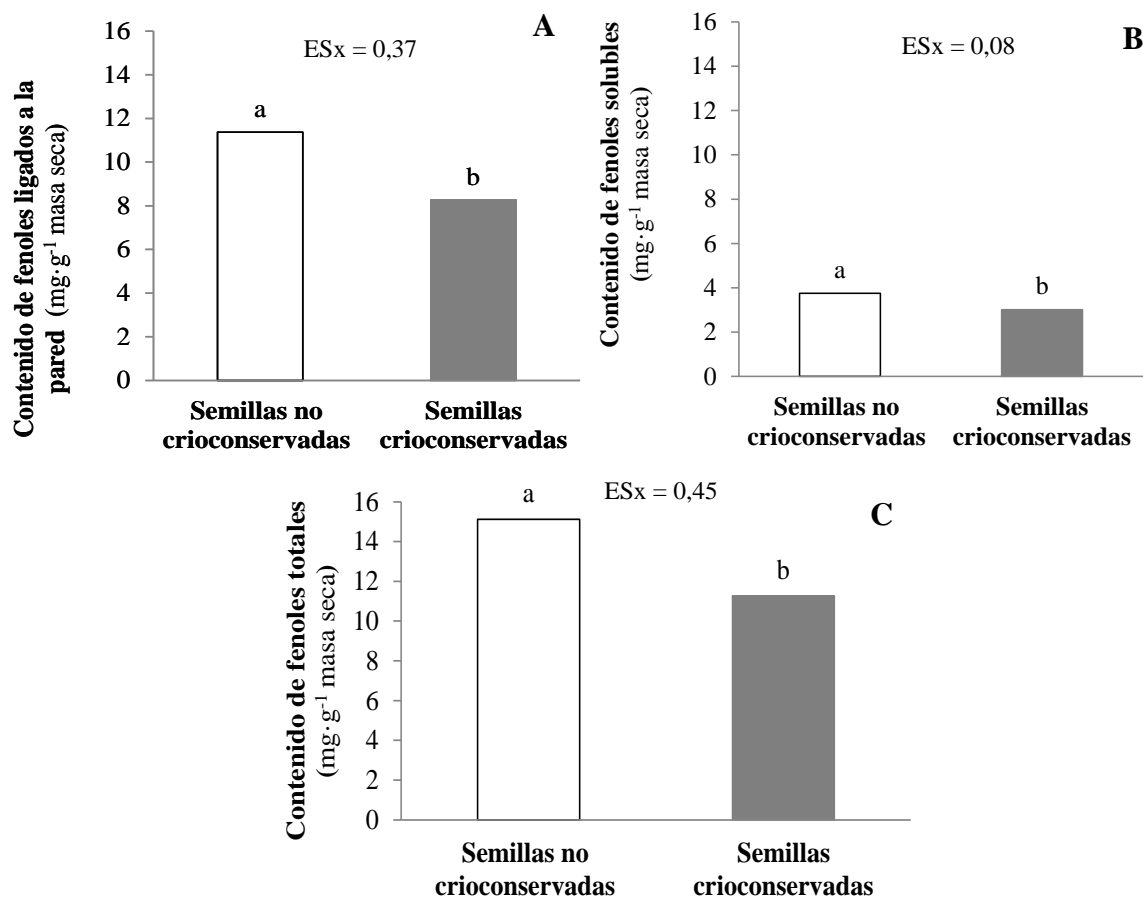 A
ESx = 0,37
Contenido de fenoles ligados a la
pared (mg·g-1 masa seca)
16
14
12
10
8
6
4
2
0
a
b
Semillas no
crioconservadas
Semillas
crioconservadas
B
ESx = 0,08
Contenido de fenoles solubles
(mg·g-1 masa seca)
16
14
12
10
8
6
4
2
0
a
b
Semillas no
crioconservadas
Semillas
crioconservadas
C
ESx = 0,45
Contenido de fenoles totales
(mg·g-1 masa seca)
16
14
12
10
8
6
4
2
0
a
b
Semillas no
crioconservadas
Semillas
crioconservadas